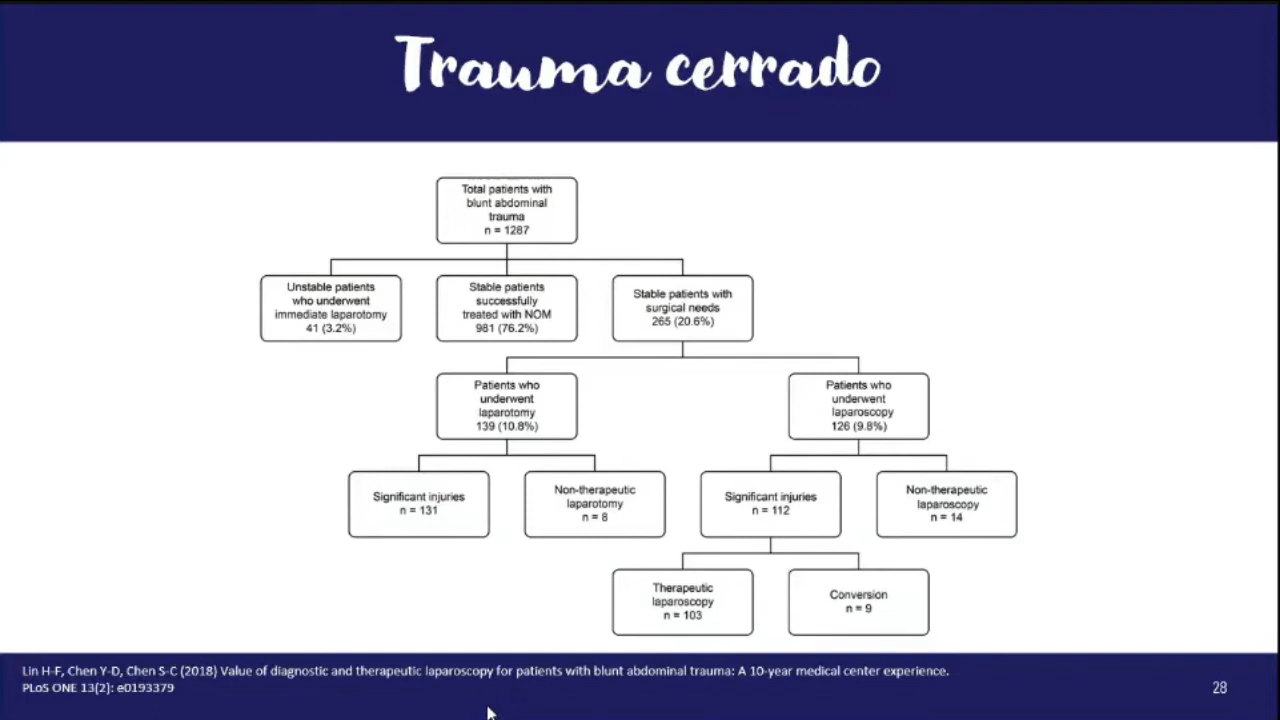 Trauma cerrado
Total patients with
blunt abdominal
trauma
n = 1287
Unstable patients
who underwent
immediate laparotomy
41 (3.2%)
Stable patients
successfully
treated with NOM
981 (76.2%)
Stable patients with
surgical needs
265 (20.6%)
Patients who
underwent
laparotomy
139 (10.8%)
Patients who
underwent
laparoscopy
126 (9.8%)
Significant injuries
n = 131
Non-therapeutic
laparotomy
n = 8
Significant injuries
n = 112
Non-therapeutic
laparoscopy
n = 14
Therapeutic
laparoscopy
n = 103
Conversion
n = 9
Lin H-F, Chen Y-D, Chen S-C (2018) Value of diagnostic and therapeutic laparoscopy for patients with blunt abdominal trauma: A 10-year medical center experience.
PLoS ONE 13(2): e0193379
28